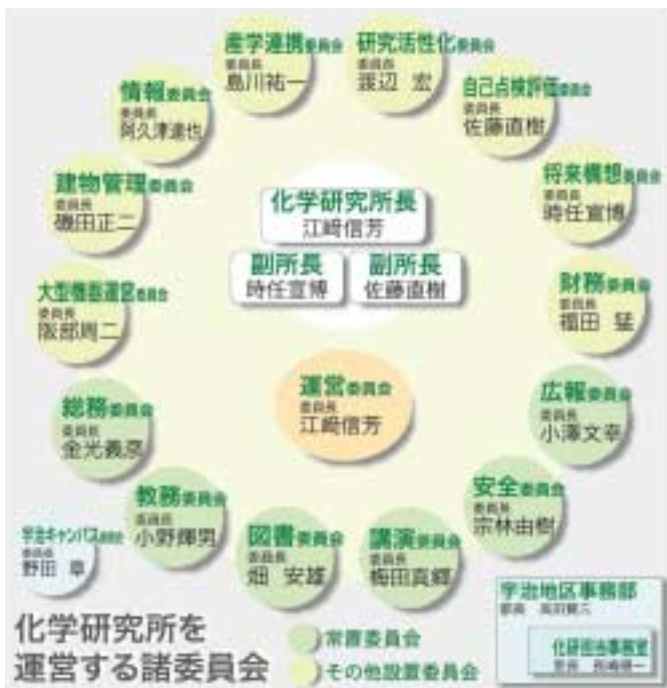 産学連携委員会
委員長
島川祐一
研究活性化委員会
委員長
渡辺 宏
情報委員会
委員長
阿久津達也
自己点検評価委員会
委員長
佐藤直樹
建物管理委員会
委員長
磯田正二
将来構想委員会
委員長
時任宣博
化学研究所長
江﨑信芳
副所長
時任宣博
副所長
佐藤直樹
大型機器運営委員会
委員長
阪部周二
財務委員会
委員長
福田 猛
運営委員会
委員長
江﨑信芳
総務委員会
委員長
金光義彦
広報委員会
委員長
小澤文幸
教務委員会
委員長
小野輝男
安全委員会
委員長
宗林由樹
宇治キャンパス委員会
委員長
野田 章
図書委員会
委員長
畑 安雄
講演委員会
委員長
梅田真郷
宇治地区事務部
部長
化研担当事務室
室長
化学研究所を
運営する諸委員会
常置委員会
その他設置委員会